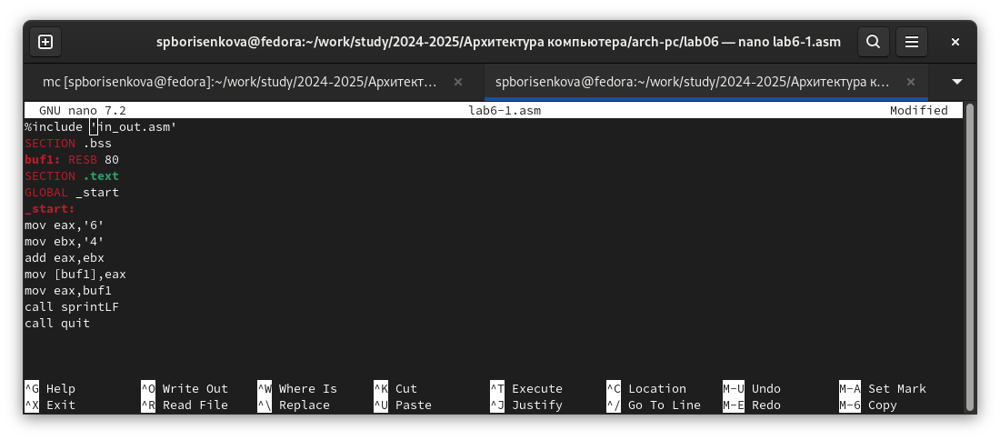 spborisenkova@fedora:~/work/study/2024-2025/Архитектура компьютера/arch-pc/lab06 — nano lab6-1.asm
mc [spborisenkova@fedora]:~/work/study/2024-2025/Архитект...
spborisenkova@fedora:~/work/study/2024-2025/Архитектура к...
GNU nano 7.2 lab6-1.asm Modified
%include 'in_out.asm'
SECTION .bss
buf1: RESB 80
SECTION .text
GLOBAL _start
_start:
mov eax,'6'
mov ebx,'4'
add eax,ebx
mov [buf1],eax
mov eax,buf1
call sprintLF
call quit
^G Help ^O Write Out ^W Where Is ^K Cut ^T Execute ^C Location M-U Undo M-A Set Mark
^X Exit ^R Read File ^\ Replace ^U Paste ^J Justify ^/ Go To Line M-E Redo M-6 Copy